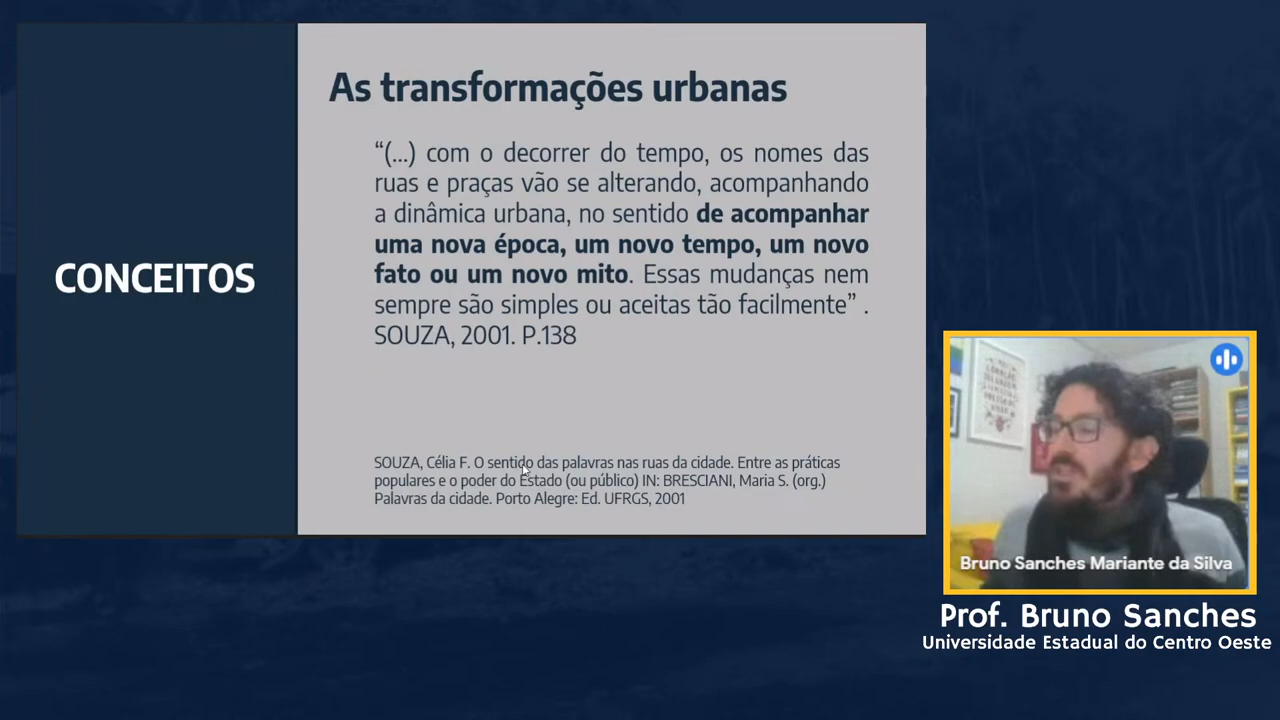 CONCEITOS
As transformações urbanas
“(...) com o decorrer do tempo, os nomes das
ruas e praças vão se alterando, acompanhando
a dinâmica urbana, no sentido de acompanhar
uma nova época, um novo tempo, um novo
fato ou um novo mito. Essas mudanças nem
sempre são simples ou aceitas tão facilmente” .
SOUZA, 2001. P.138
SOUZA, Célia F. O sentido das palavras nas ruas da cidade. Entre as práticas
populares e o poder do Estado (ou público) IN: BRESCIANI, Maria S. (org.)
Palavras da cidade. Porto Alegre: Ed. UFRGS, 2001
Bruno Sanches Mariante da Silva
Prof. Bruno Sanches
Universidade Estadual do Centro Oeste